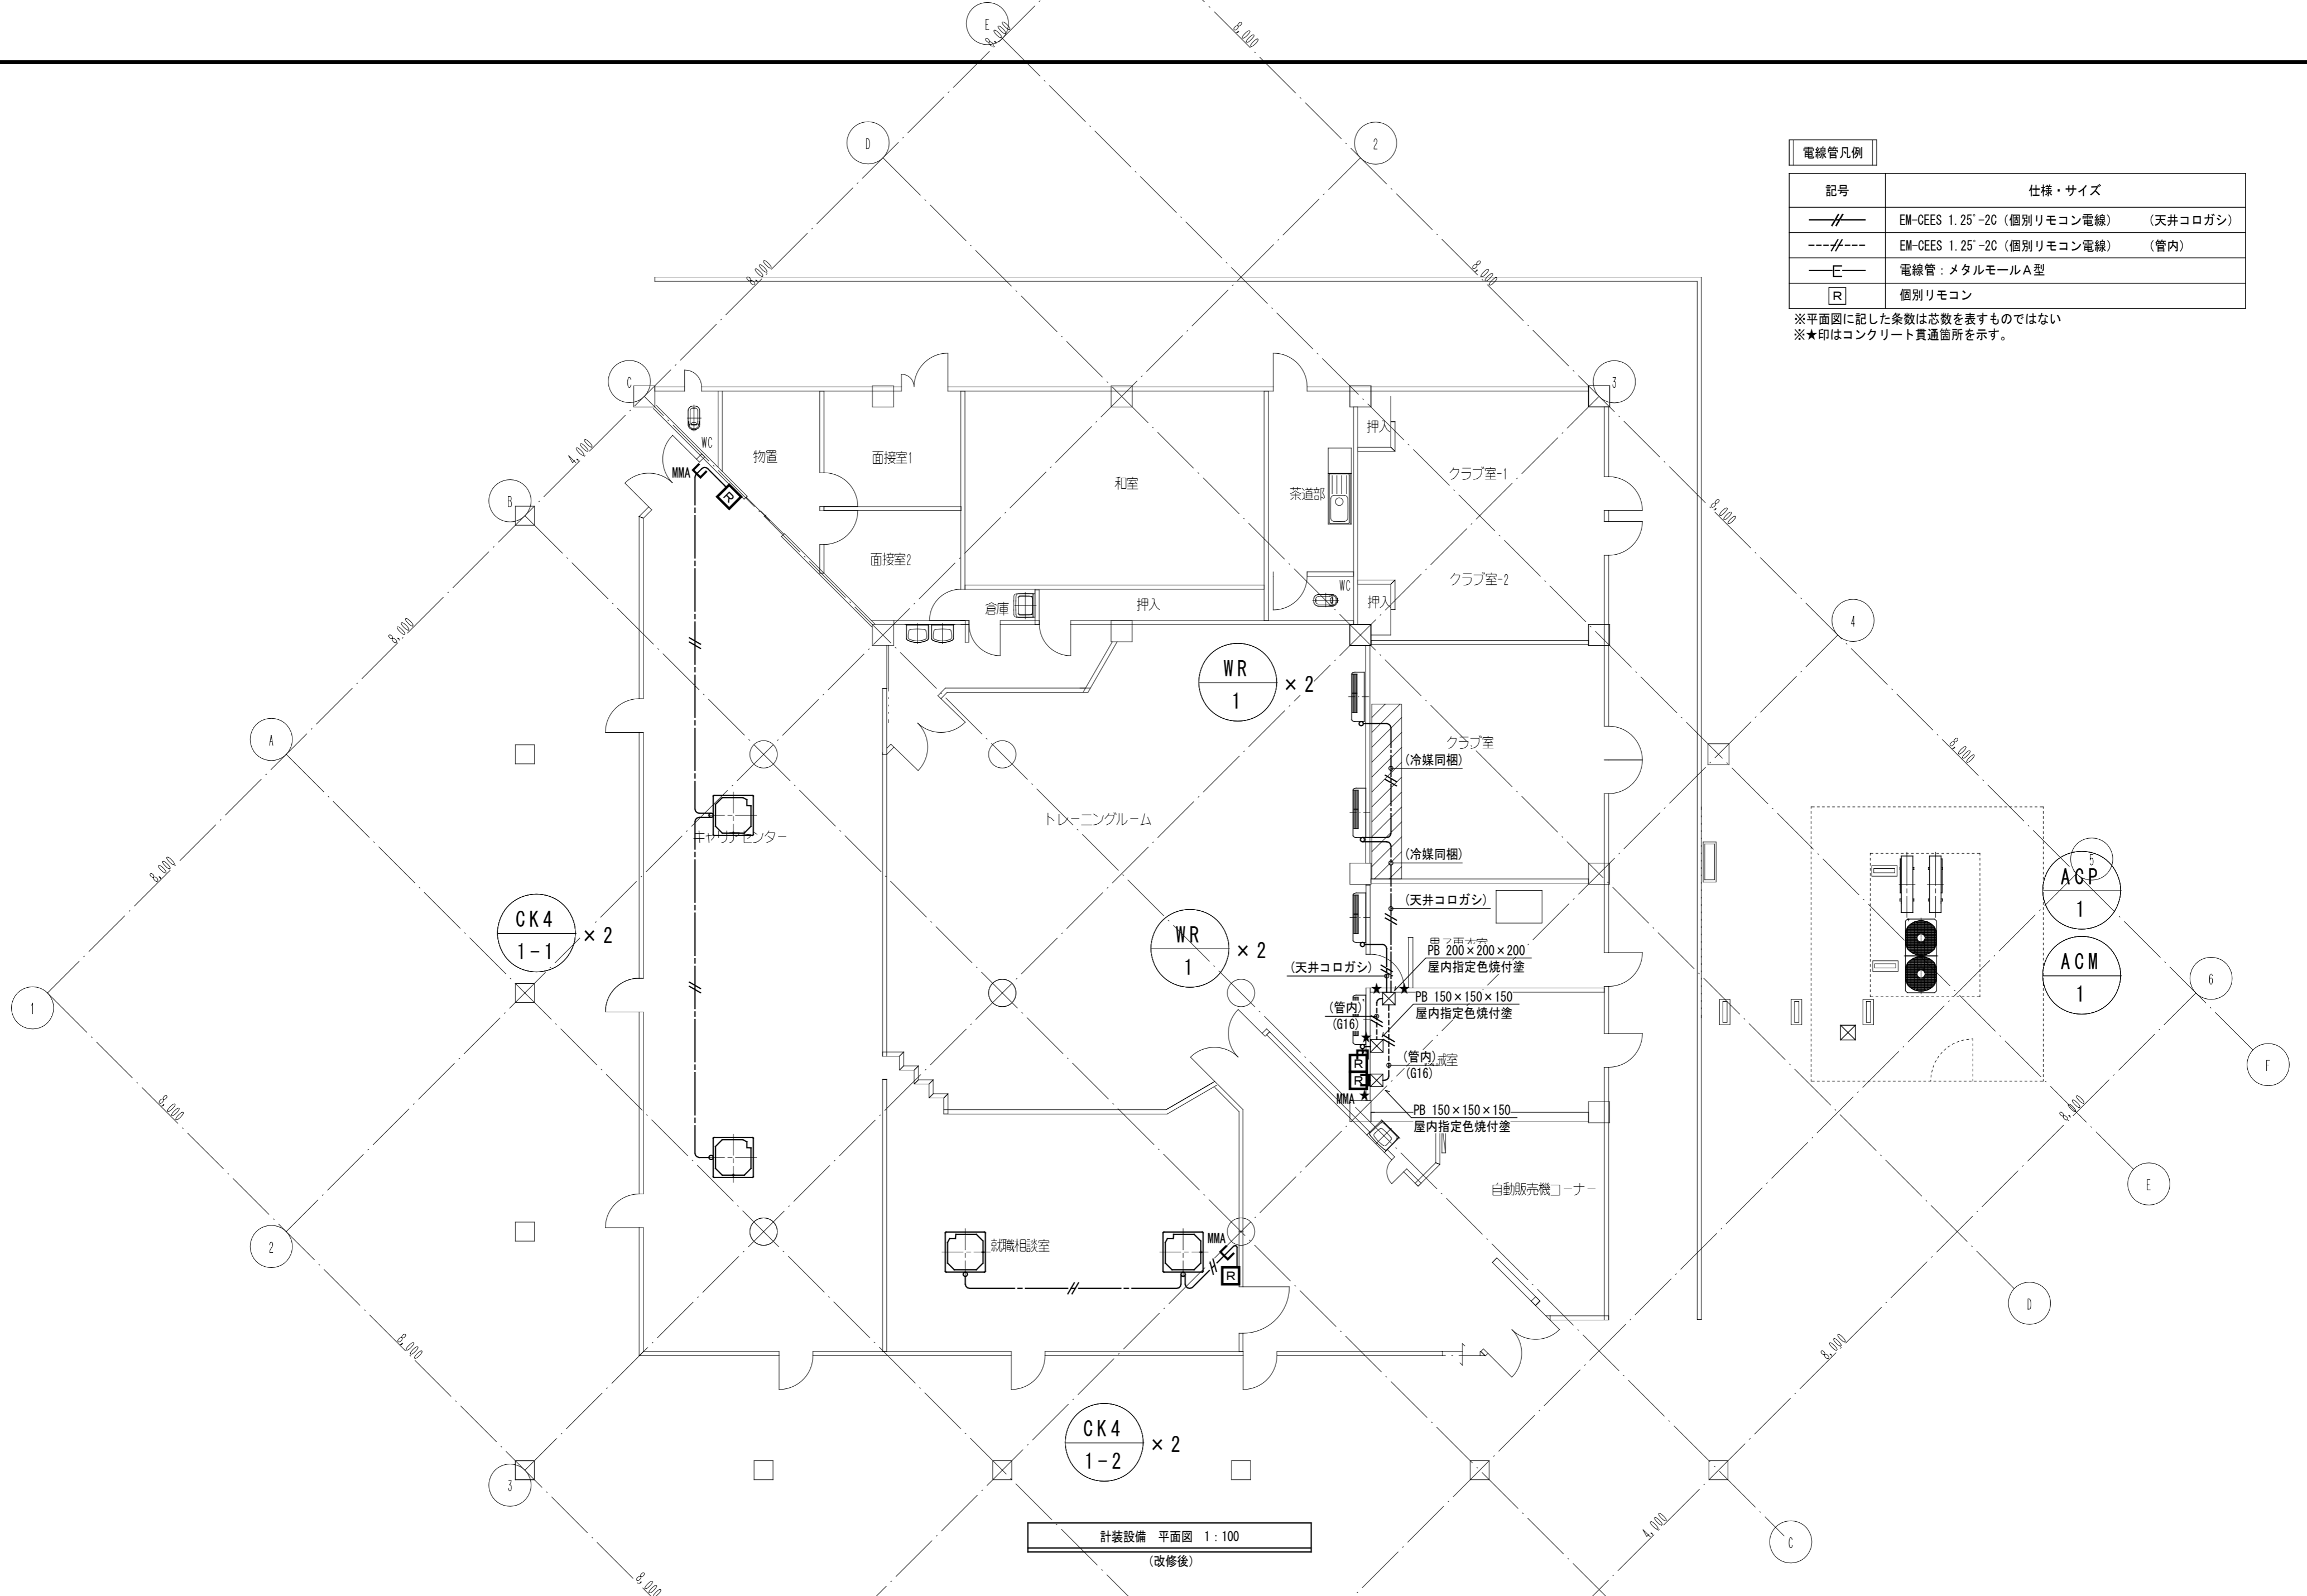 E
8,000
8,000
D
2
電線管凡例
記号
仕様・サイズ
EM-CEES 1.25゜-2C（個別リモコン電線） （天井コロガシ）
EM-CEES 1.25゜-2C（個別リモコン電線） （管内）
E
電線管：メタルモールA型
R
個別リモコン
※平面図に記した条数は芯数を表すものではない
※★印はコンクリート貫通箇所を示す。
8,000
8,000
C
3
4,000
WC
物置
面接室1
和室
茶道部
押入
クラブ室-1
MMA
R
B
8,000
面接室2
倉庫
押入
WC
押入
クラブ室-2
8,000
4
WR
1
× 2
A
クラブ室
8,000
(冷媒同梱)
トレーニングルーム
キャリアセンター
8,000
(冷媒同梱)
5
ACP
1
CK4
1-1
× 2
(天井コロガシ)
WR
1
× 2
PB 200×200×200
屋内指定色焼付塗
(天井コロガシ)
ACM
1
6
1
PB 150×150×150
屋内指定色焼付塗
(管内)
(G16)
★
★
★
R
R
(管内)
(G16)
F
8,000
MMA
★
PB 150×150×150
屋内指定色焼付塗
8,000
自動販売機コーナー
E
2
就職相談室
MMA
R
D
8,000
8,000
CK4
1-2
× 2
3
4,000
C
計装設備 平面図 1:100
(改修後)
8,000